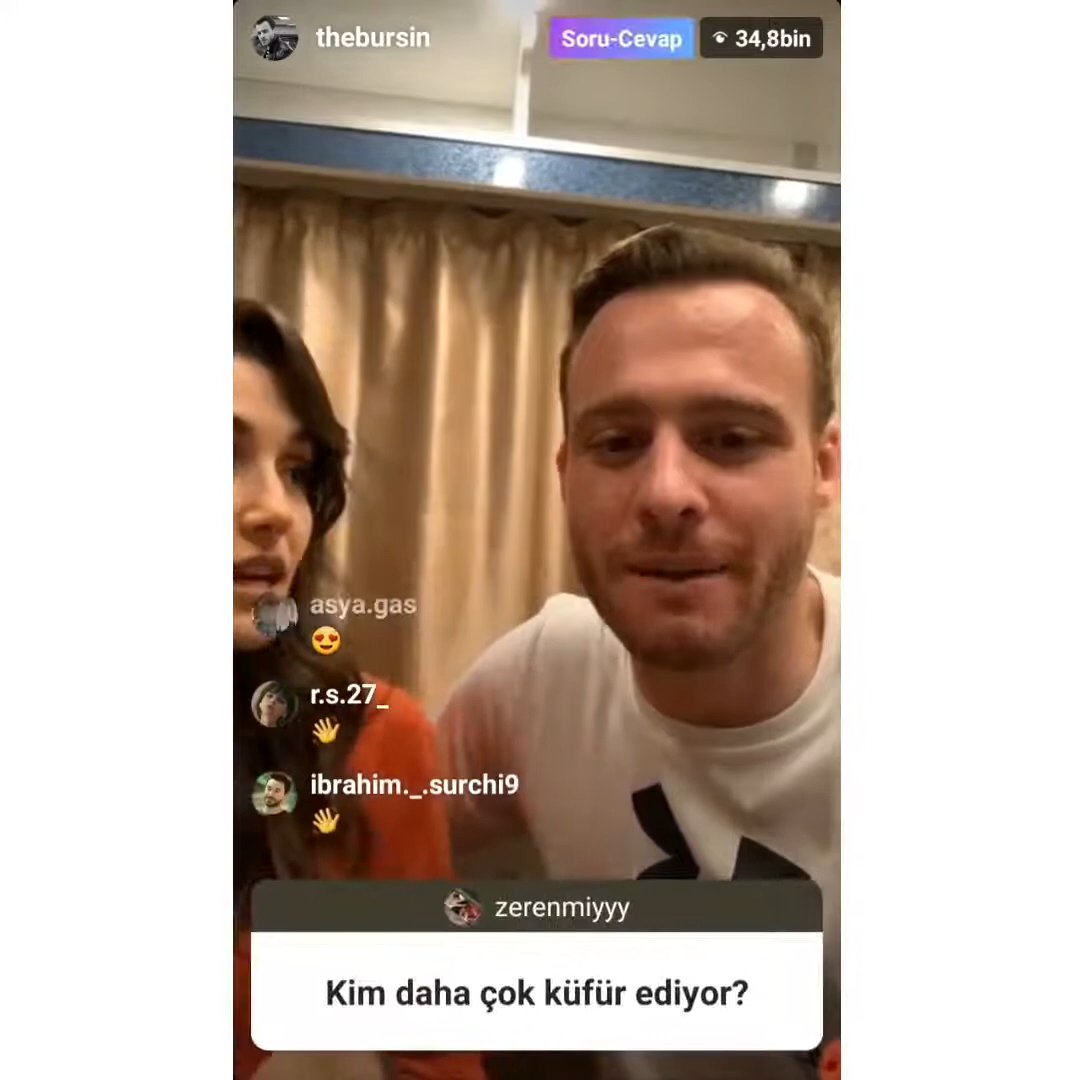 thebursin
Soru-Cevap
34,8bin
asya.gas
😍
r.s.27_
👋
ibrahim._.surchi9
👋
zerenmiyyy
Kim daha çok küfür ediyor?